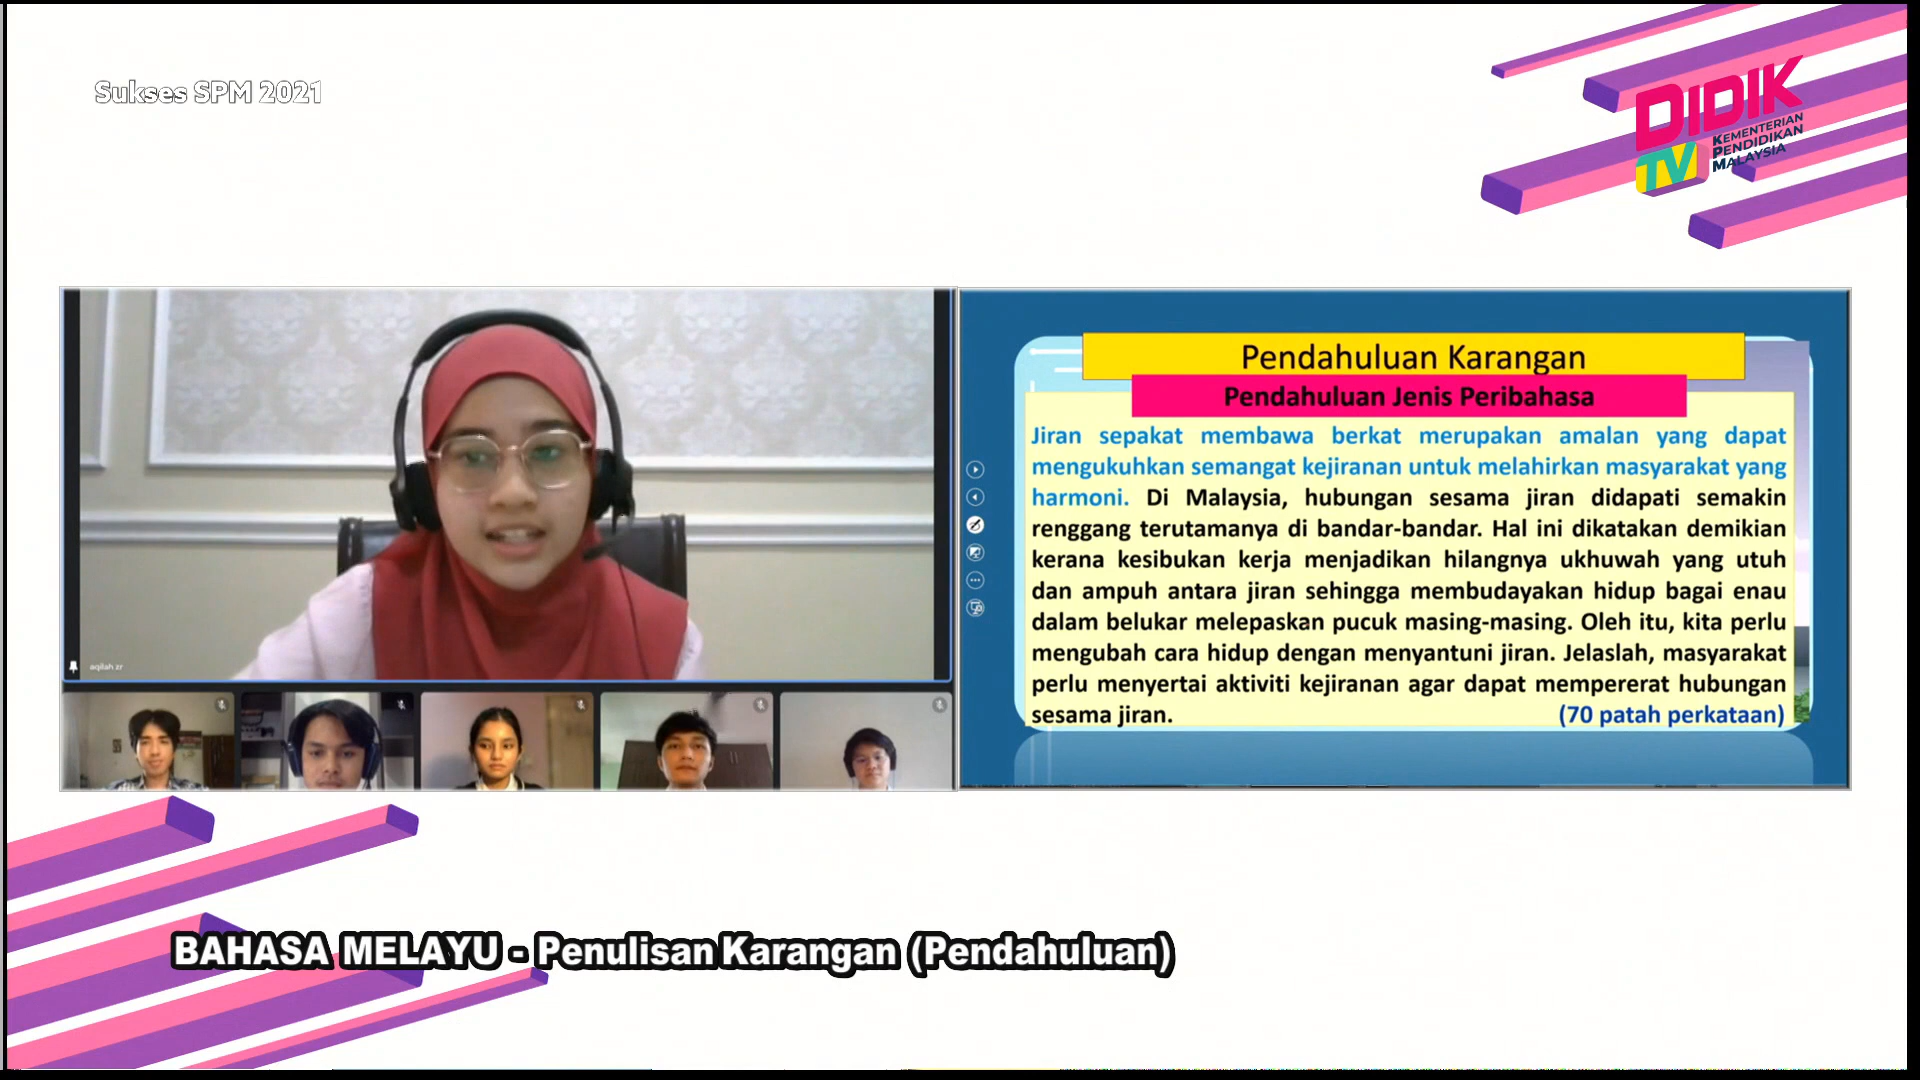 Sukses SPM 2021
DIDIK
TV
KEMENTERIAN
PENDIDIKAN
MALAYSIA
aqilah zr
Pendahuluan Karangan
Pendahuluan Jenis Peribahasa
Jiran sepakat membawa berkat merupakan amalan yang dapat
mengukuhkan semangat kejiranan untuk melahirkan masyarakat yang
harmoni. Di Malaysia, hubungan sesama jiran didapati semakin
renggang terutamanya di bandar-bandar. Hal ini dikatakan demikian
kerana kesibukan kerja menjadikan hilangnya ukhuwah yang utuh
dan ampuh antara jiran sehingga membudayakan hidup bagai enau
dalam belukar melepaskan pucuk masing-masing. Oleh itu, kita perlu
mengubah cara hidup dengan menyantuni jiran. Jelaslah, masyarakat
perlu menyertai aktiviti kejiranan agar dapat mempererat hubungan
sesama jiran. (70 patah perkataan)
BAHASA MELAYU - Penulisan Karangan (Pendahuluan)